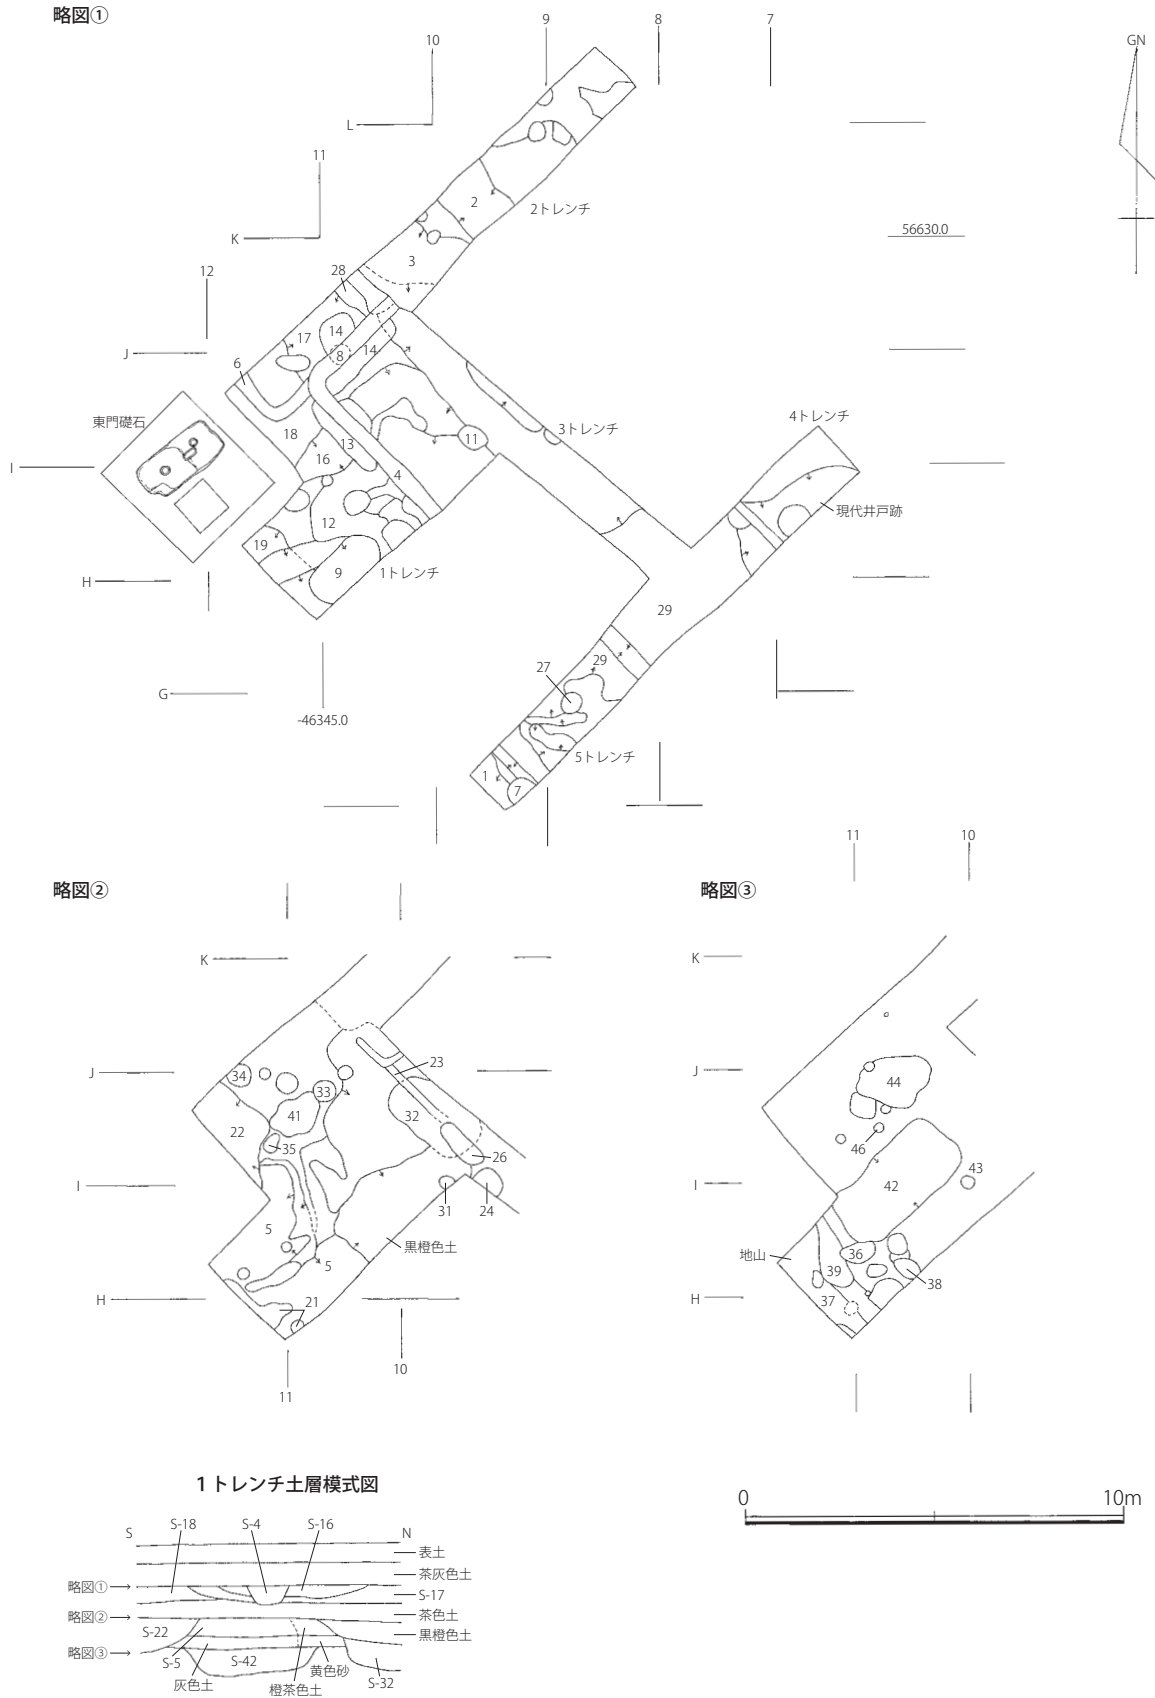 略図①
9
8
7
10
GN
L
11
2
2トレンチ
K
56630.0
3
28
12
17
14
J
8
14
6
東門礎石
4トレンチ
3トレンチ
18
13
11
16
I
4
現代井戸跡
12
19
9
1トレンチ
H
29
29
27
G
-46345.0
5トレンチ
1
7
略図②
K
J
34
23
33
32
41
22
35
26
I
31
24
5
黒橙色土
5
21
H
10
11
略図③
11
10
K
J
44
46
43
I
42
地山
36
39
38
H
37
1トレンチ土層模式図
S
S-18
S-4
S-16
N
表土
茶灰色土
略図①
S-17
略図②
茶色土
S-22
黒橙色土
略図③
S-5
S-42
黄色砂
S-32
灰色土
橙茶色土
0
10m